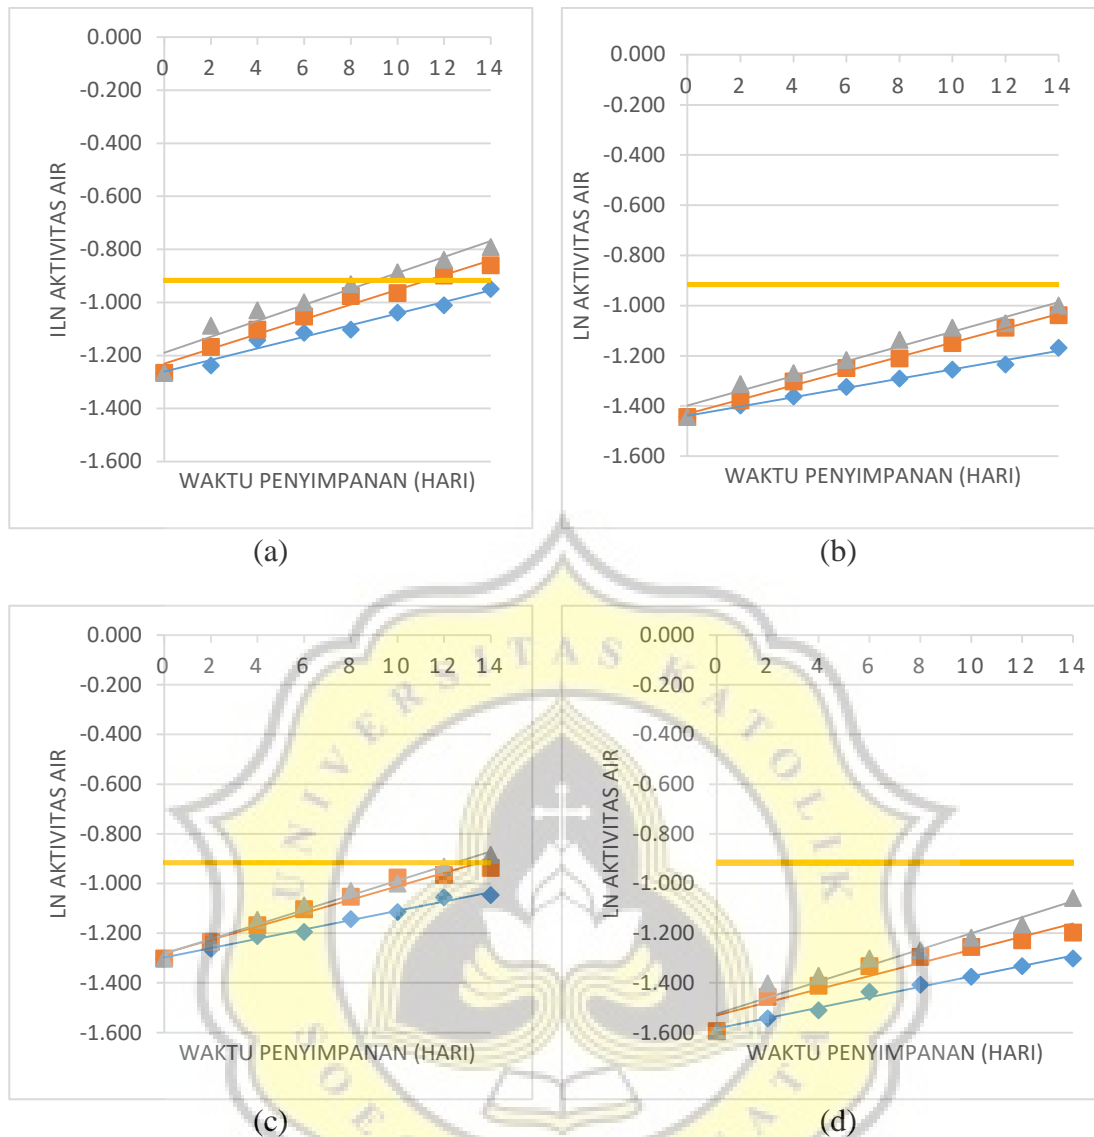 0.000
0 2 4 6 8 10 12 14
-0.200
-0.400
-0.600
-0.800
-1.000
-1.200
-1.400
-1.600
ILN AKTIVITAS AIR
WAKTU PENYIMPANAN (HARI)
(a)
0.000
0 2 4 6 8 10 12 14
-0.200
-0.400
-0.600
-0.800
-1.000
-1.200
-1.400
-1.600
LN AKTIVITAS AIR
WAKTU PENYIMPANAN (HARI)
(b)
0.000
0 2 4 6 8 10 12 14
-0.200
-0.400
-0.600
-0.800
-1.000
-1.200
-1.400
-1.600
LN AKTIVITAS AIR
WAKTU PENYIMPANAN (HARI)
(c)
0.000
0 2 4 6 8 10 12 14
-0.200
-0.400
-0.600
-0.800
-1.000
-1.200
-1.400
-1.600
LN AKTIVITAS AIR
WAKTU PENYIMPANAN (HARI)
(d)
UNIVERSITAS KATOLIK